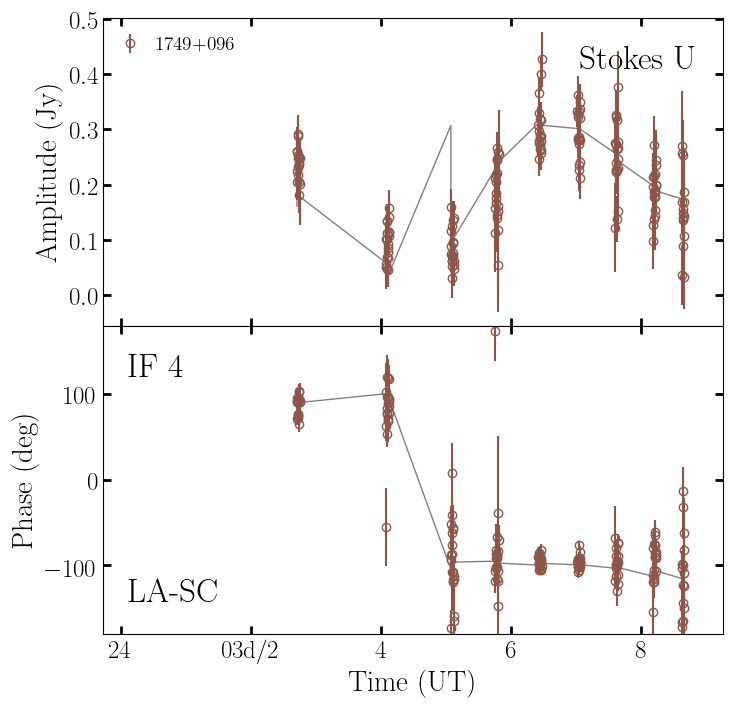 1749+096
Stokes U
0.5
0.4
0.3
0.2
0.1
0.0
Amplitude (Jy)
IF 4
100
0
−100
Phase (deg)
LA-SC
24
03d/2
4
6
8
Time (UT)